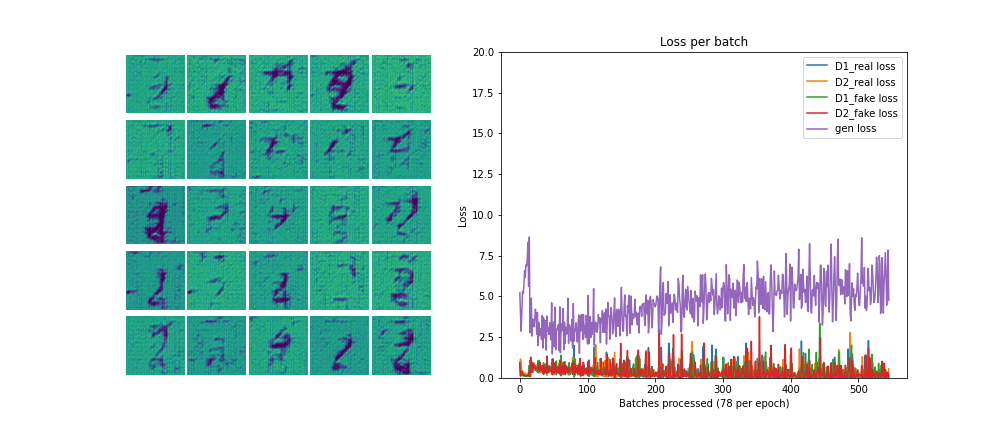 Loss per batch
20.0
17.5
15.0
12.5
10.0
7.5
5.0
2.5
0.0
Loss
D1_real loss
D2_real loss
D1_fake loss
D2_fake loss
gen loss
0 100 200 300 400 500
Batches processed (78 per epoch)